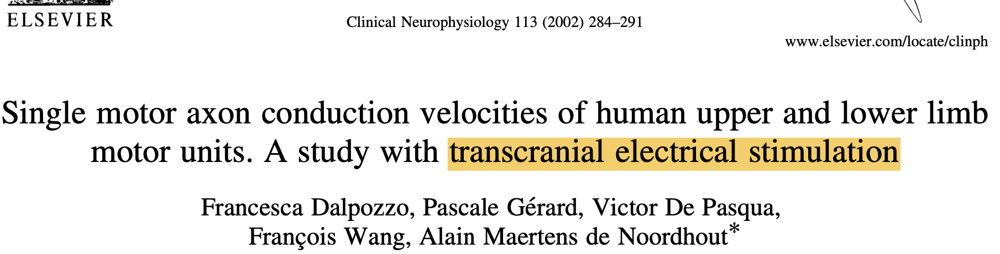 ELSEVIER
Clinical Neurophysiology 113 (2002) 284–291
www.elsevier.com/locate/clinph
Single motor axon conduction velocities of human upper and lower limb
motor units. A study with transcranial electrical stimulation
Francesca Dalpozzo, Pascale Gérard, Victor De Pasqua,
François Wang, Alain Maertens de Noordhout*